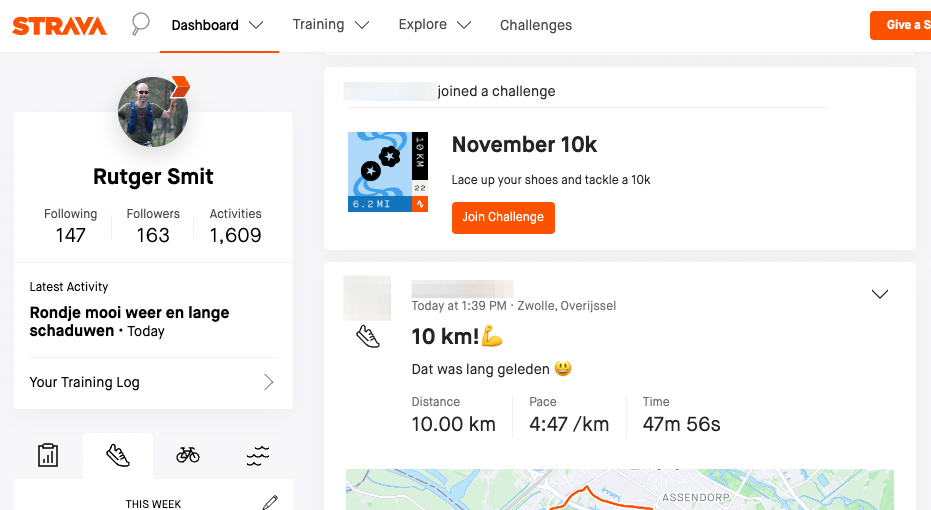 STRAVA
Dashboard
Training
Explore
Challenges
Give a S
Rutger Smit
Following
Followers
Activities
147
163
1,609
Latest Activity
Rondje mooi weer en lange
schaduwen • Today
Your Training Log
THIS WEEK
joined a challenge
10 KM
22
6.2 MI
November 10k
Lace up your shoes and tackle a 10k
Join Challenge
Today at 1:39 PM · Zwolle, Overijssel
10 km!💪
Dat was lang geleden 😃
Distance
Pace
Time
10.00 km
4:47 /km
47m 56s
ASSENDORP